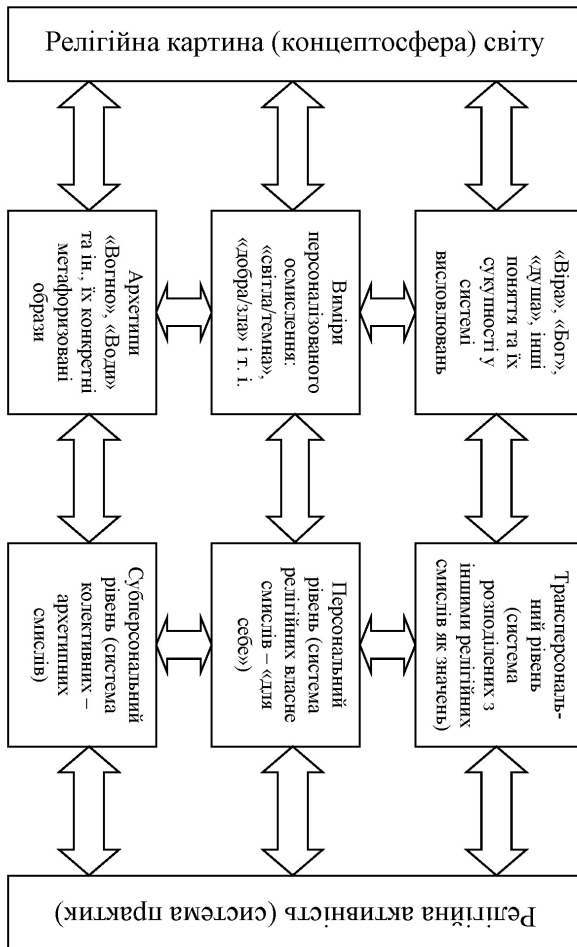 Релігійна картина (концептосфера) світу
Архетипи
«Вогню», «Води»
та ін., їх конкретні
метафоризовані
образи
Виміри
персоналізованого
осмислення:
«світла/темна»,
«добра/зла» і т. і.
«Віра», «Бог»,
«душа», інші
поняття та їх
сукупності у
системі
висловлювань
Субперсональний
рівень (система
колективних –
архетипних
смислів)
Персональний
рівень (система
релігійних власне
смислів – «для
себе»)
Трансперсональ-
ний рівень
(система
розподілених з
іншими релігійних
смислів як значень)
Релігійна активність (система практик)